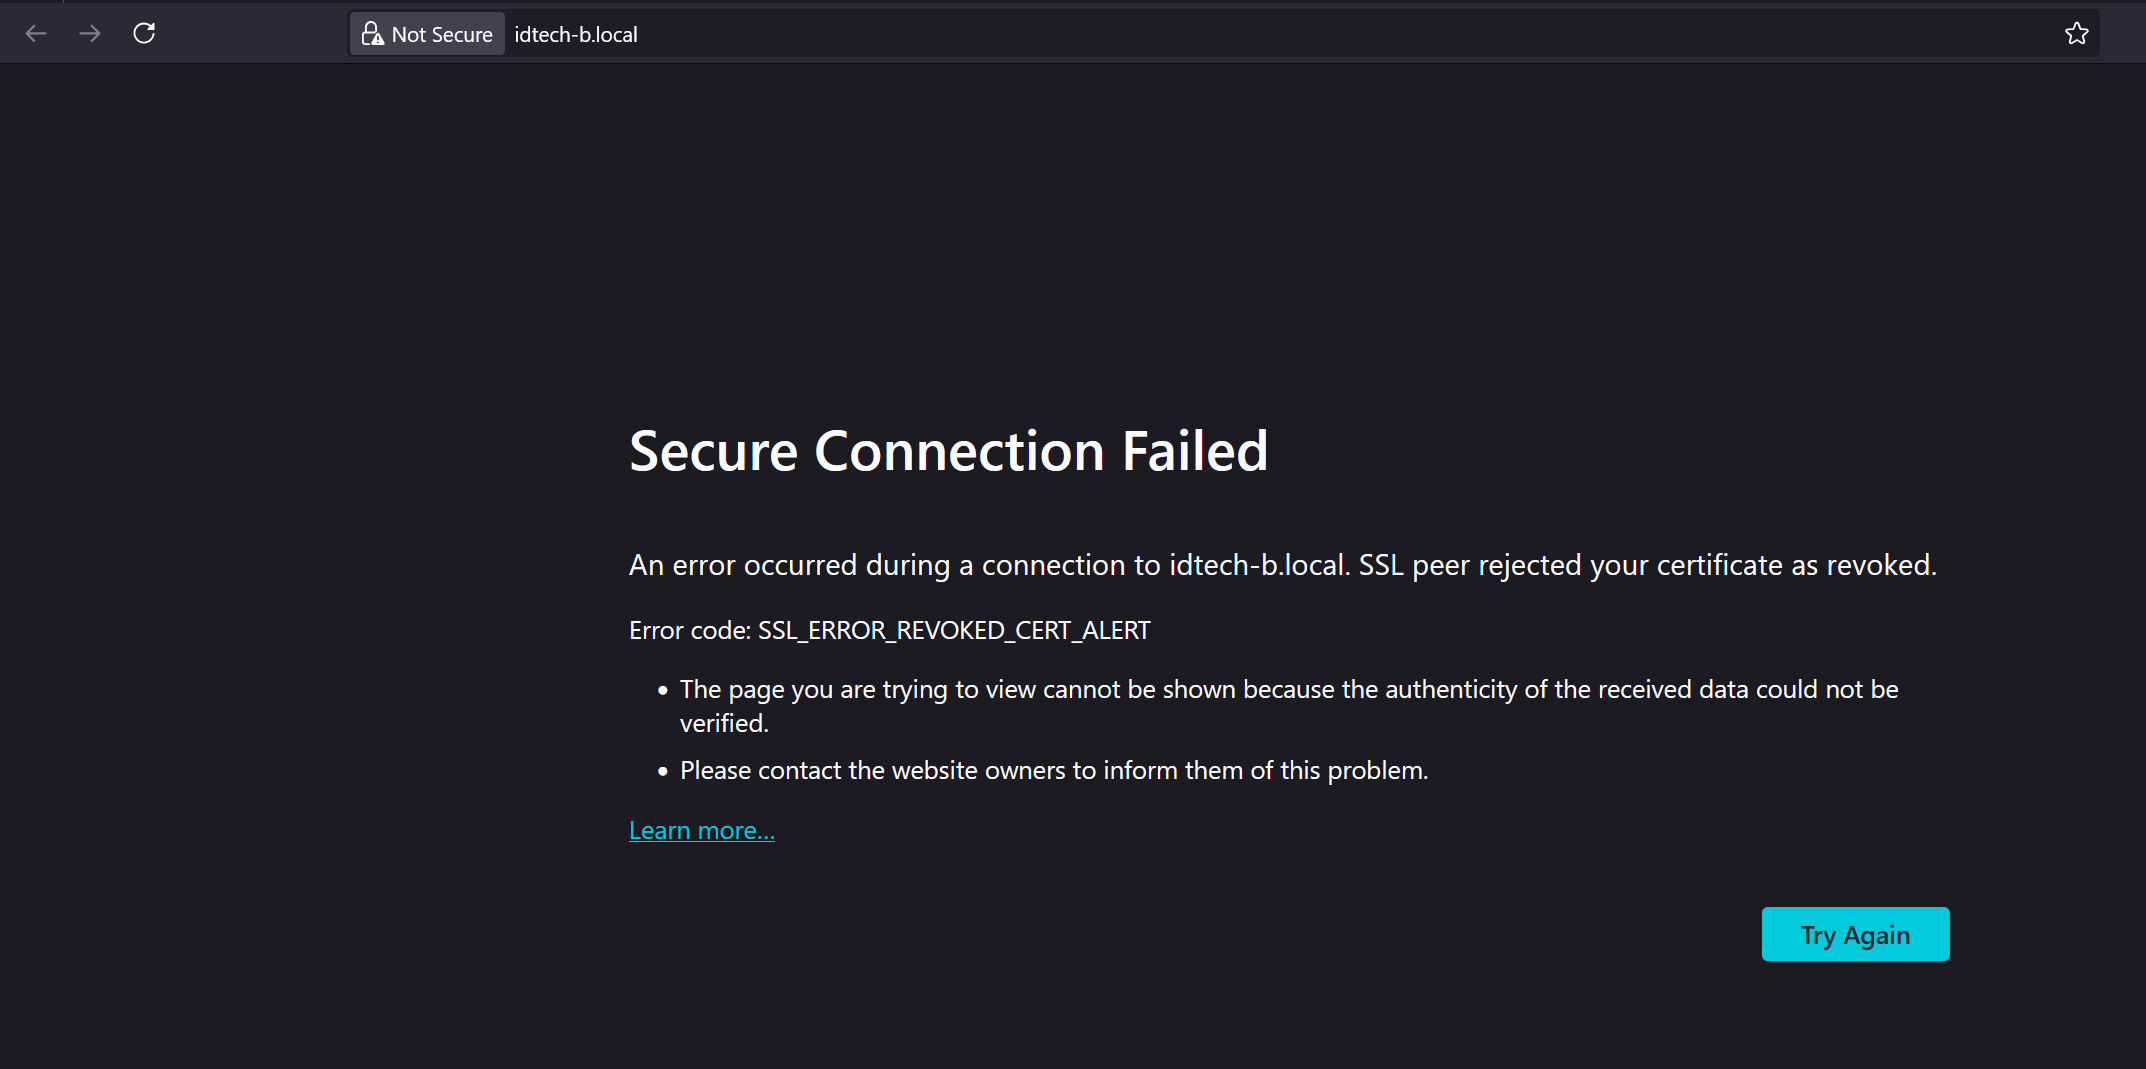 Not Secure idtech-b.local
Secure Connection Failed
An error occurred during a connection to idtech-b.local. SSL peer rejected your certificate as revoked.
Error code: SSL_ERROR_REVOKED_CERT_ALERT
• The page you are trying to view cannot be shown because the authenticity of the received data could not be
verified.
• Please contact the website owners to inform them of this problem.
Learn more...
Try Again